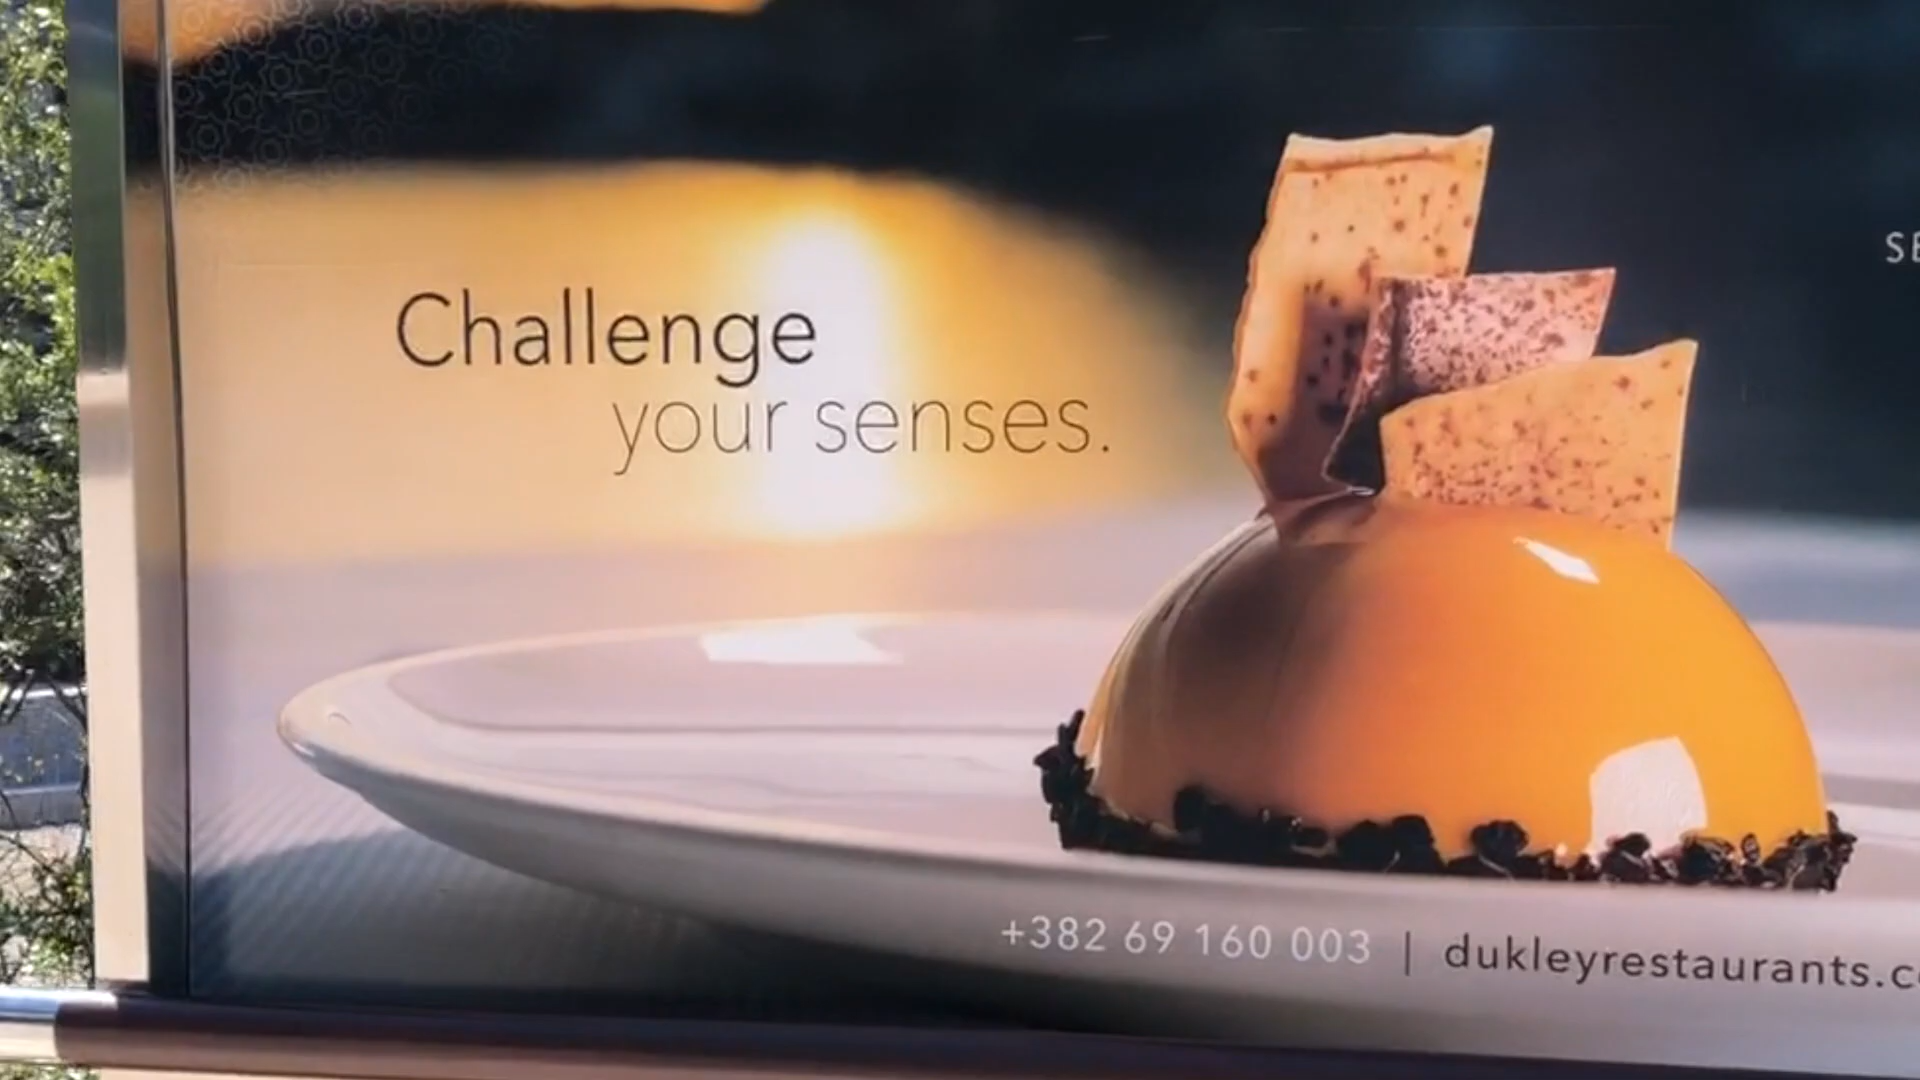 Challenge
your senses.
+382 69 160 003 | dukleyrestaurants.c